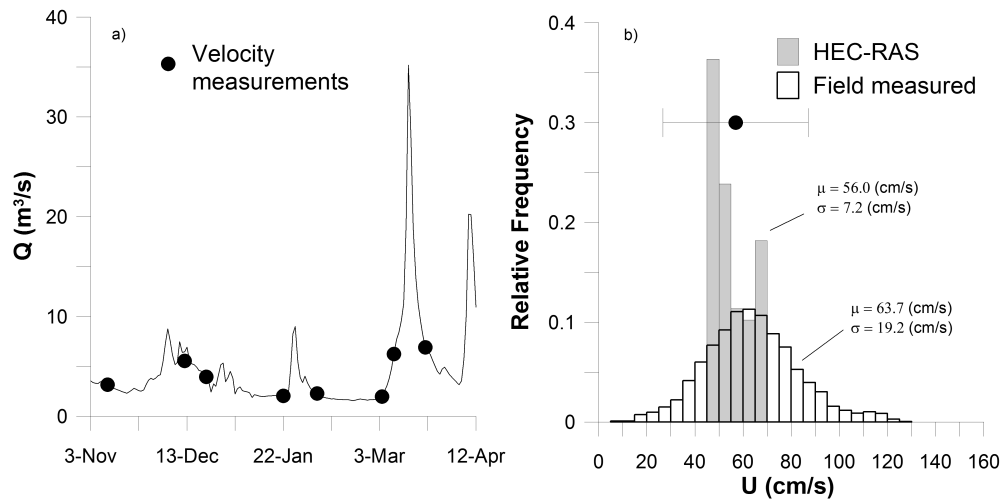 a)
Velocity
measurements
40
30
20
10
0
Q (m³/s)
3-Nov 13-Dec 22-Jan 3-Mar 12-Apr
b)
HEC-RAS
Field measured
0.4
0.3
0.2
0.1
0
Relative Frequency
μ = 56.0 (cm/s)
σ = 7.2 (cm/s)
μ = 63.7 (cm/s)
σ = 19.2 (cm/s)
0 20 40 60 80 100 120 140 160
U (cm/s)